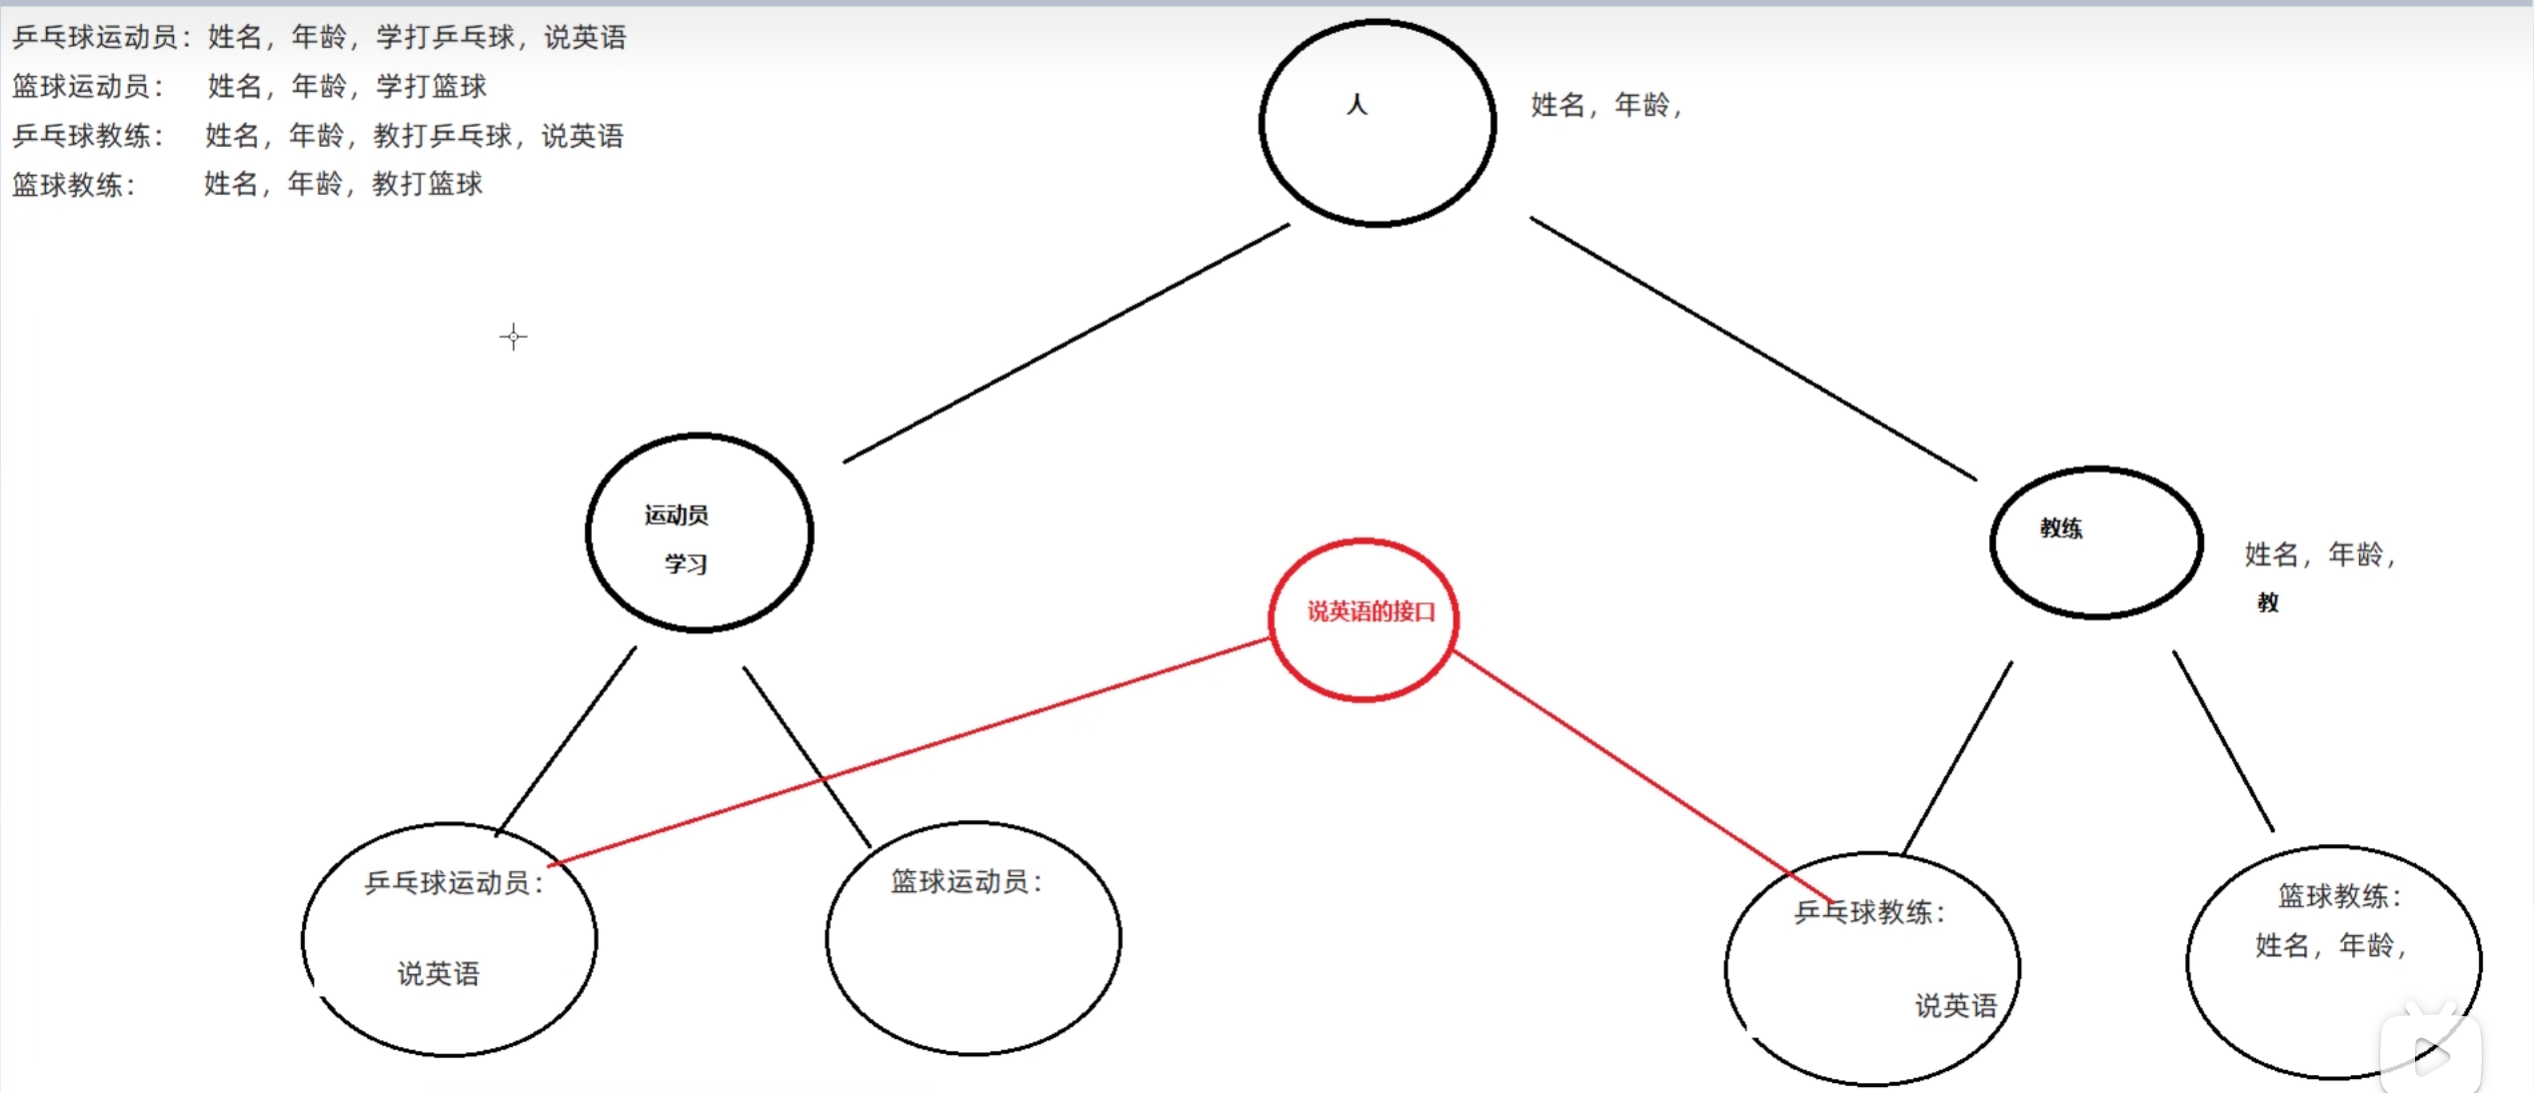 乒乓球运动员：姓名，年龄，学打乒乓球，说英语
篮球运动员： 姓名，年龄，学打篮球
乒乓球教练： 姓名，年龄，教打乒乓球，说英语
篮球教练： 姓名，年龄，教打篮球
人
姓名，年龄，
运动员
学习
教练
姓名，年龄，
教
说英语的接口
乒乓球运动员：
说英语
篮球运动员：
乒乓球教练：
说英语
篮球教练：
姓名，年龄，